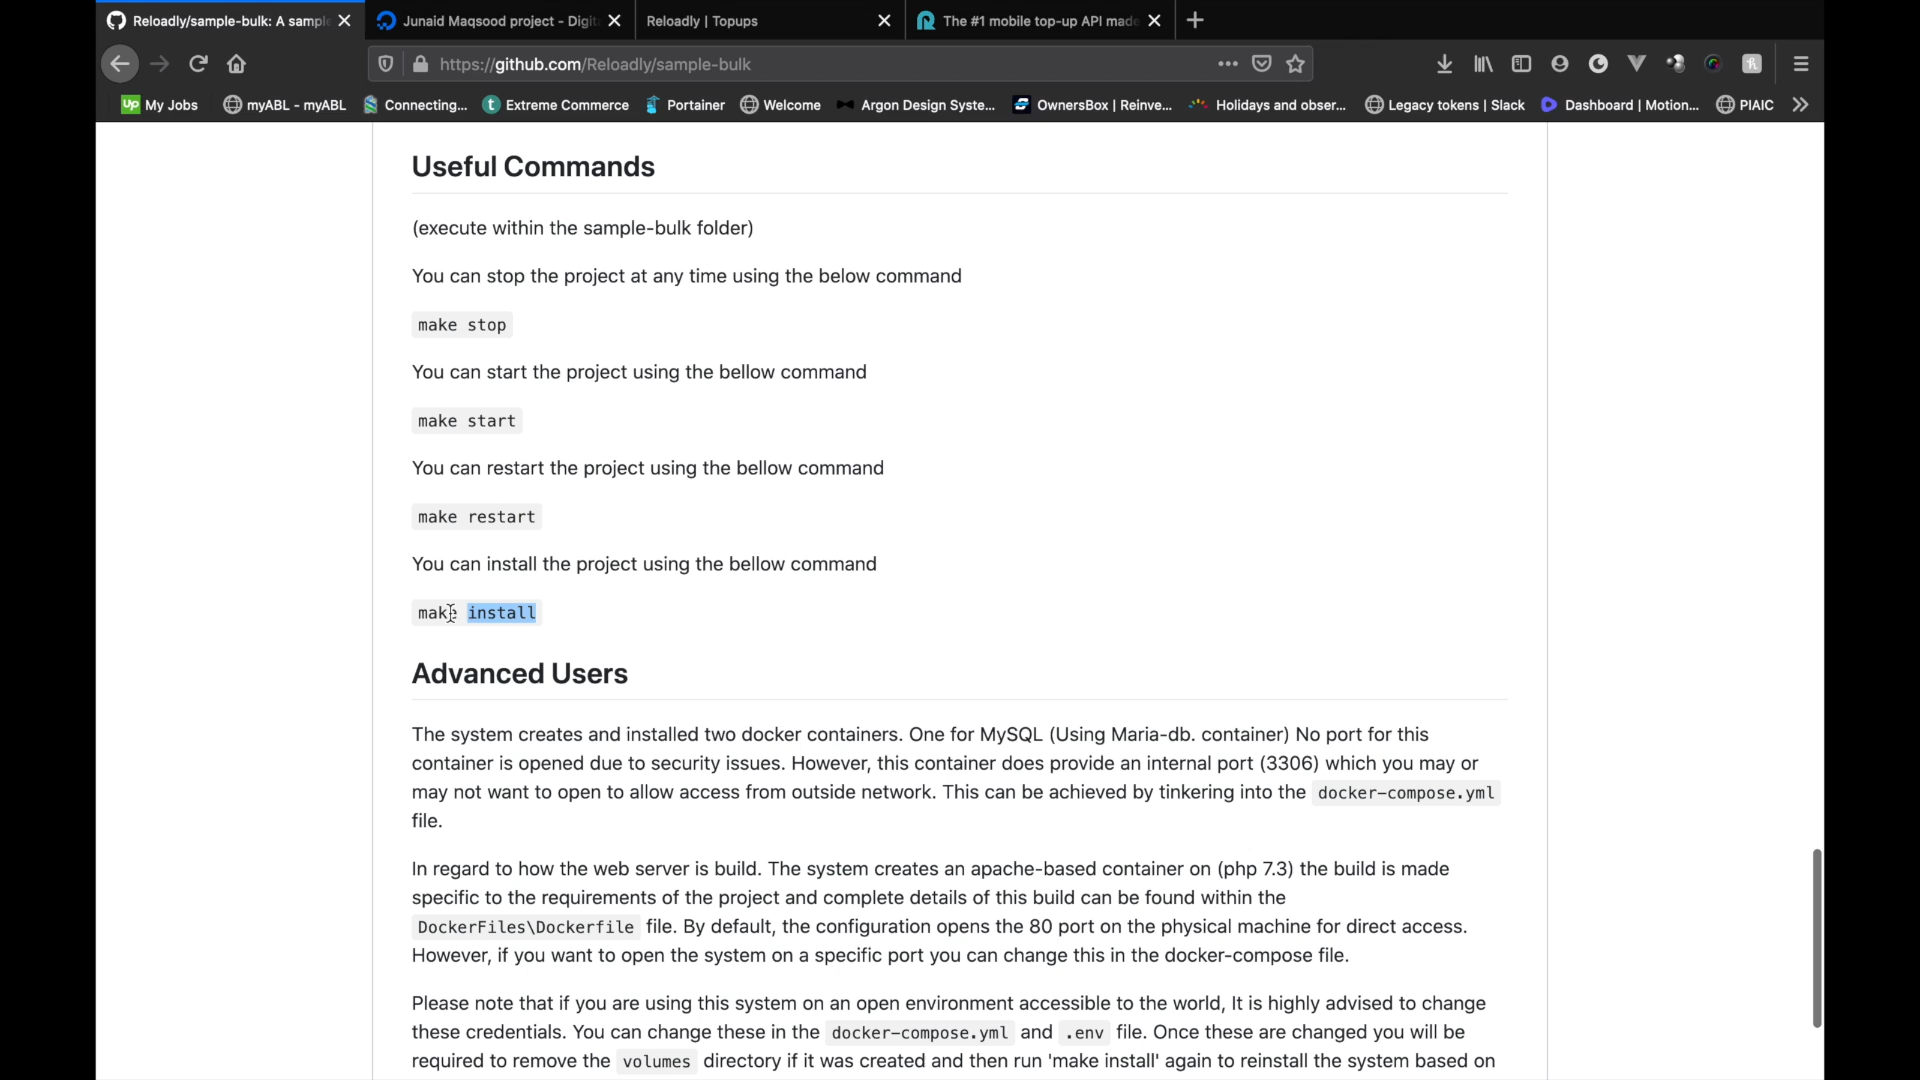 Reloadly/sample-bulk: A sample
Junaid Maqsood project - Digit
Reloadly | Topups
The #1 mobile top-up API made
https://github.com/Reloadly/sample-bulk
Up My Jobs
myABL - myABL
Connecting...
t Extreme Commerce
Portainer
Welcome
Argon Design Syste...
OwnersBox | Reinve...
Holidays and obser...
Legacy tokens | Slack
Dashboard | Motion...
PIAIC
Useful Commands
(execute within the sample-bulk folder)
You can stop the project at any time using the below command
make stop
You can start the project using the bellow command
make start
You can restart the project using the bellow command
make restart
You can install the project using the bellow command
make install
Advanced Users
The system creates and installed two docker containers. One for MySQL (Using Maria-db. container) No port for this
container is opened due to security issues. However, this container does provide an internal port (3306) which you may or
may not want to open to allow access from outside network. This can be achieved by tinkering into the docker-compose.yml
file.
In regard to how the web server is build. The system creates an apache-based container on (php 7.3) the build is made
specific to the requirements of the project and complete details of this build can be found within the
DockerFiles\Dockerfile file. By default, the configuration opens the 80 port on the physical machine for direct access.
However, if you want to open the system on a specific port you can change this in the docker-compose file.
Please note that if you are using this system on an open environment accessible to the world, It is highly advised to change
these credentials. You can change these in the docker-compose.yml and .env file. Once these are changed you will be
required to remove the volumes directory if it was created and then run 'make install' again to reinstall the system based on